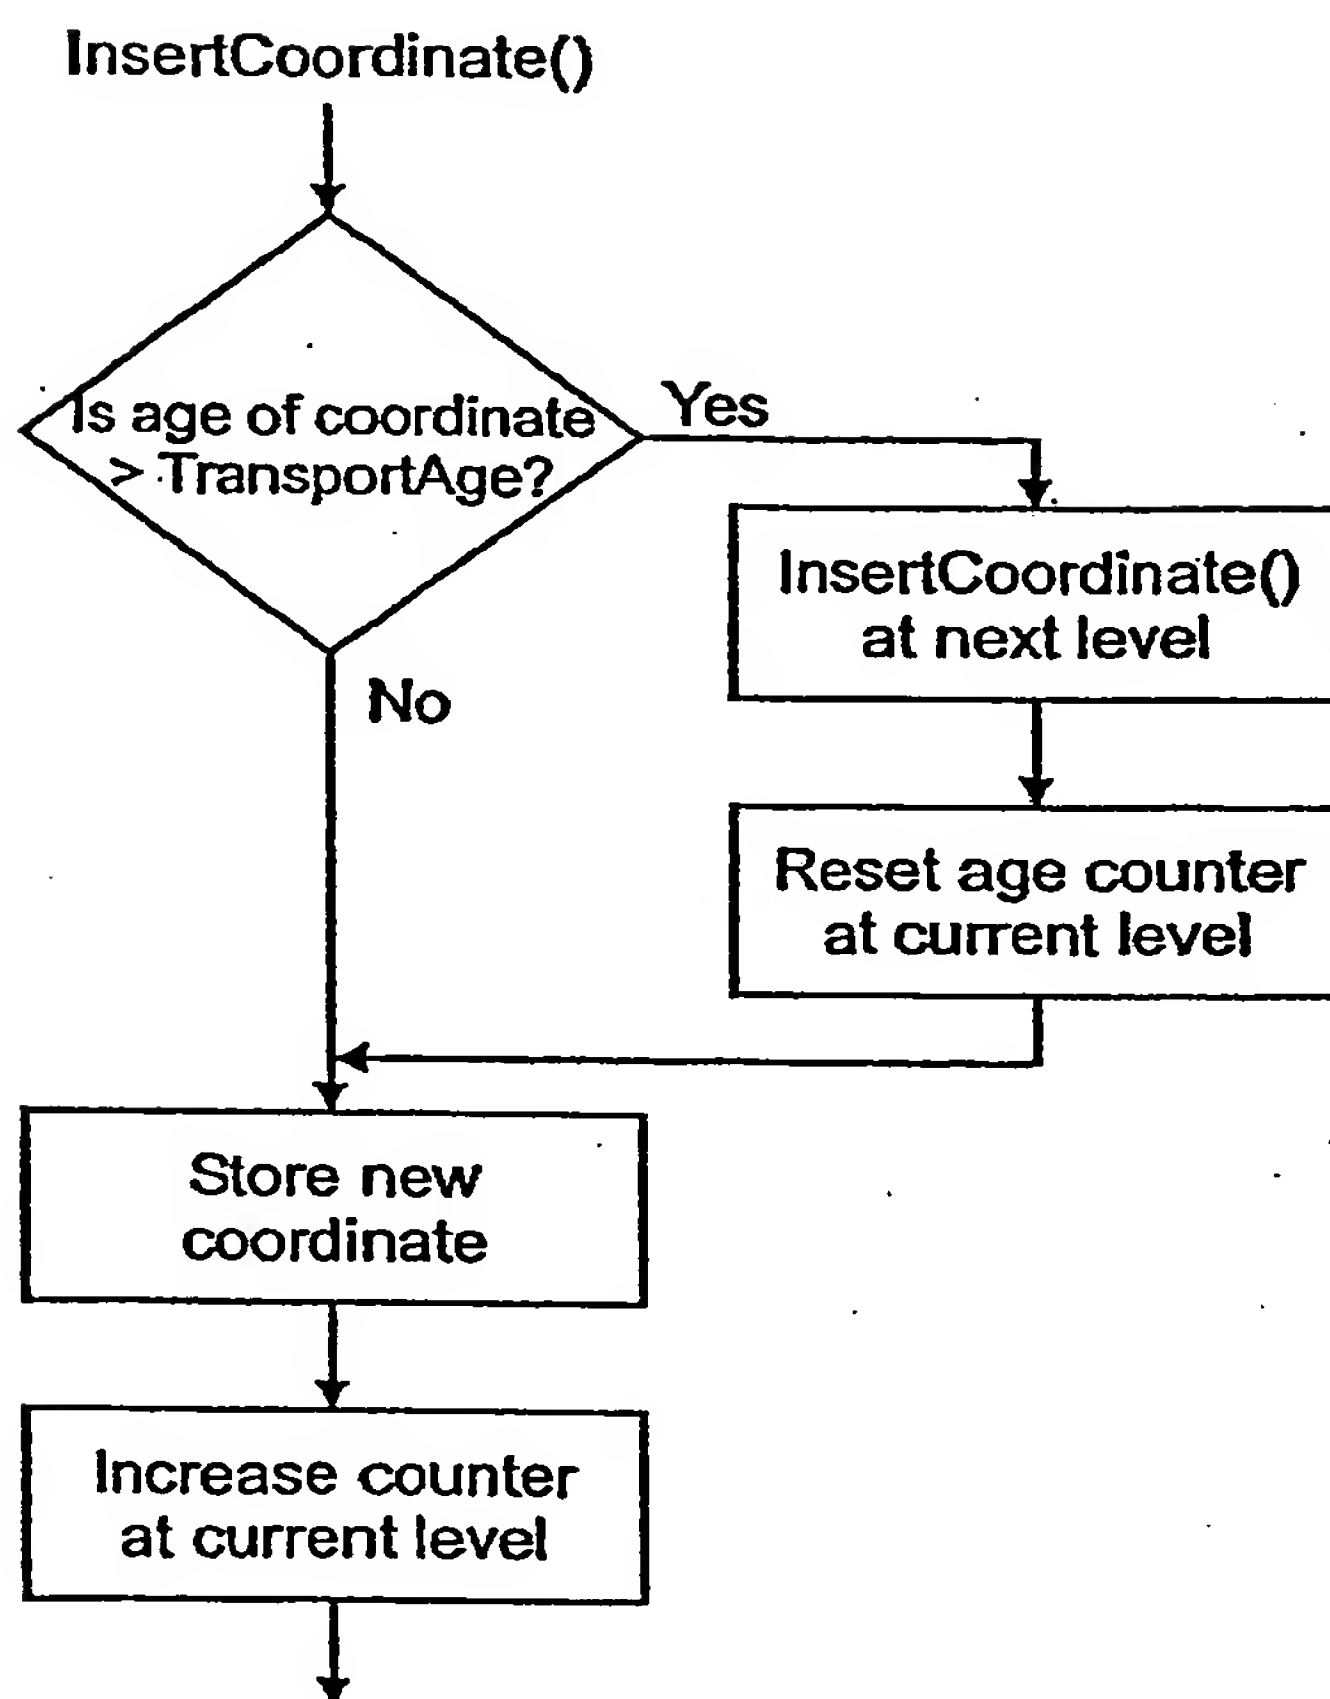 InsertCoordinate()
Is age of coordinate
> TransportAge?
Yes
InsertCoordinate()
at next level
No
Reset age counter
at current level
Store new
coordinate
Increase counter
at current level